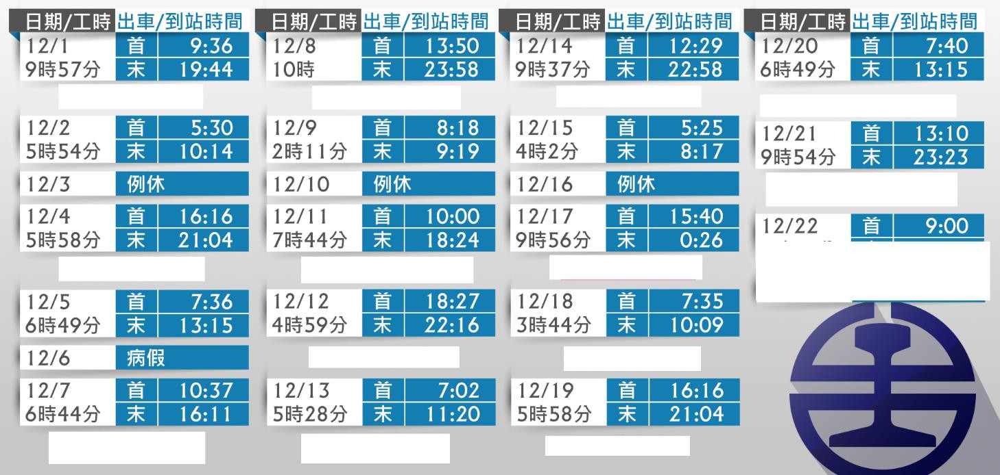 日期/工時 出車/到站時間
12/1 首 9:36
9時57分 末 19:44
12/2 首 5:30
5時54分 末 10:14
12/3 例休
12/4 首 16:16
5時58分 末 21:04
12/5 首 7:36
6時49分 末 13:15
12/6 病假
12/7 首 10:37
6時44分 末 16:11
日期/工時 出車/到站時間
12/8 首 13:50
10時 末 23:58
12/9 首 8:18
2時11分 末 9:19
12/10 例休
12/11 首 10:00
7時44分 末 18:24
12/12 首 18:27
4時59分 末 22:16
12/13 首 7:02
5時28分 末 11:20
日期/工時 出車/到站時間
12/14 首 12:29
9時37分 末 22:58
12/15 首 5:25
4時2分 末 8:17
12/16 例休
12/17 首 15:40
9時56分 末 0:26
12/18 首 7:35
3時44分 末 10:09
12/19 首 16:16
5時58分 末 21:04
日期/工時 出車/到站時間
12/20 首 7:40
6時49分 末 13:15
12/21 首 13:10
9時54分 末 23:23
12/22 首 9:00